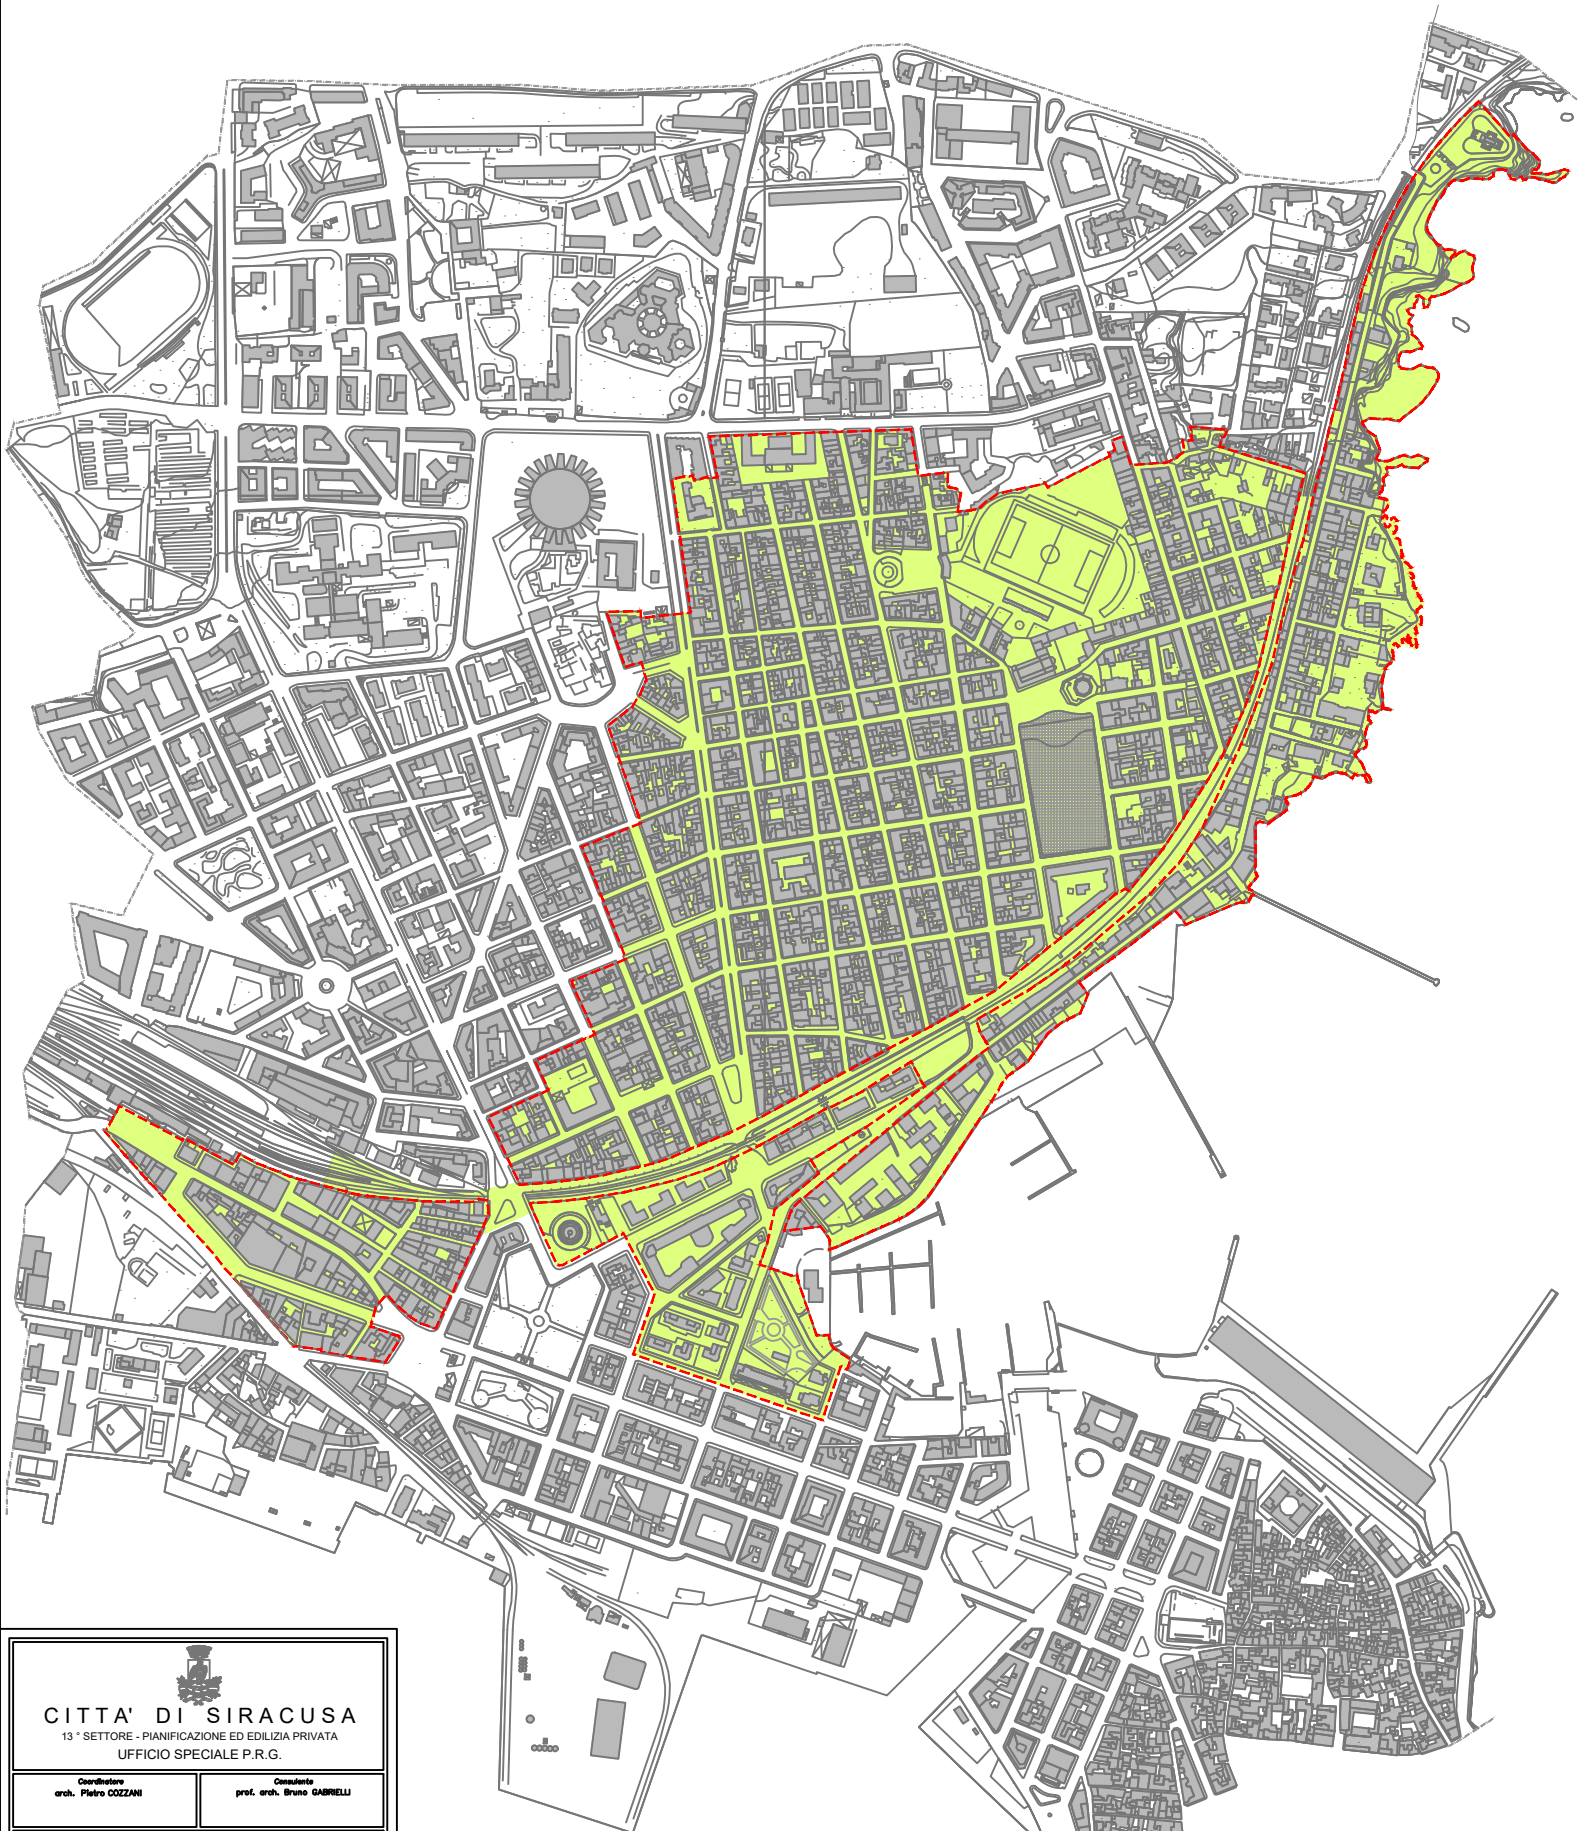 CITTA' DI SIRACUSA
13° SETTORE - PIANIFICAZIONE ED EDILIZIA PRIVATA
UFFICIO SPECIALE P.R.G.
Coordinatore
arch. Pietro COZZANI
Consulente
prof. arch. Bruno GABRIELLI